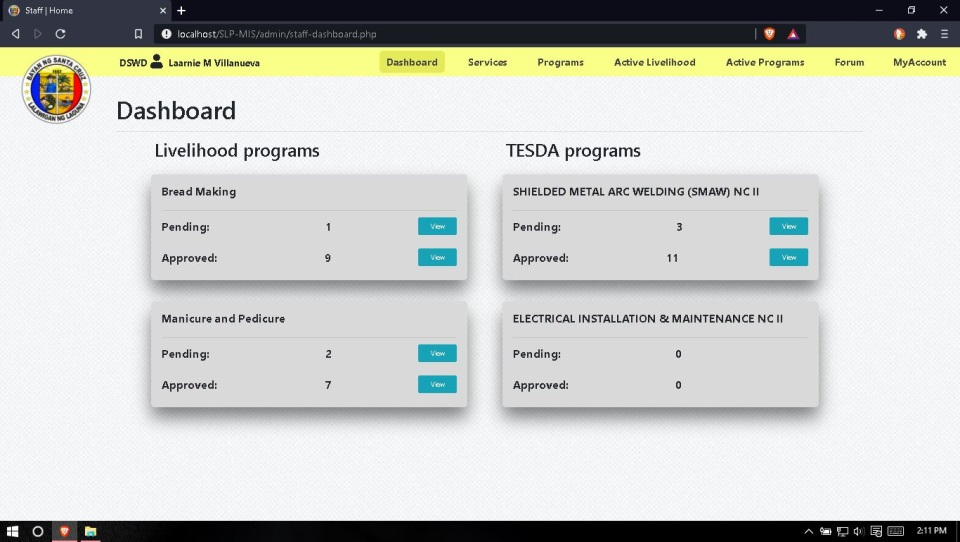 Staff | Home
localhost/SLP-MIS/admin/staff-dashboard.php
BAYAN NG SANTA CRUZ
LALAWIGAN NG LAGUNA
DSWD Laarnie M Villanueva
Dashboard Services Programs Active Livelihood Active Programs Forum MyAccount
Dashboard
Livelihood programs
Bread Making
Pending: 1 View
Approved: 9 View
Manicure and Pedicure
Pending: 2 View
Approved: 7 View
TESDA programs
SHIELDED METAL ARC WELDING (SMAW) NC II
Pending: 3 View
Approved: 11 View
ELECTRICAL INSTALLATION & MAINTENANCE NC II
Pending: 0
Approved: 0
2:11 PM